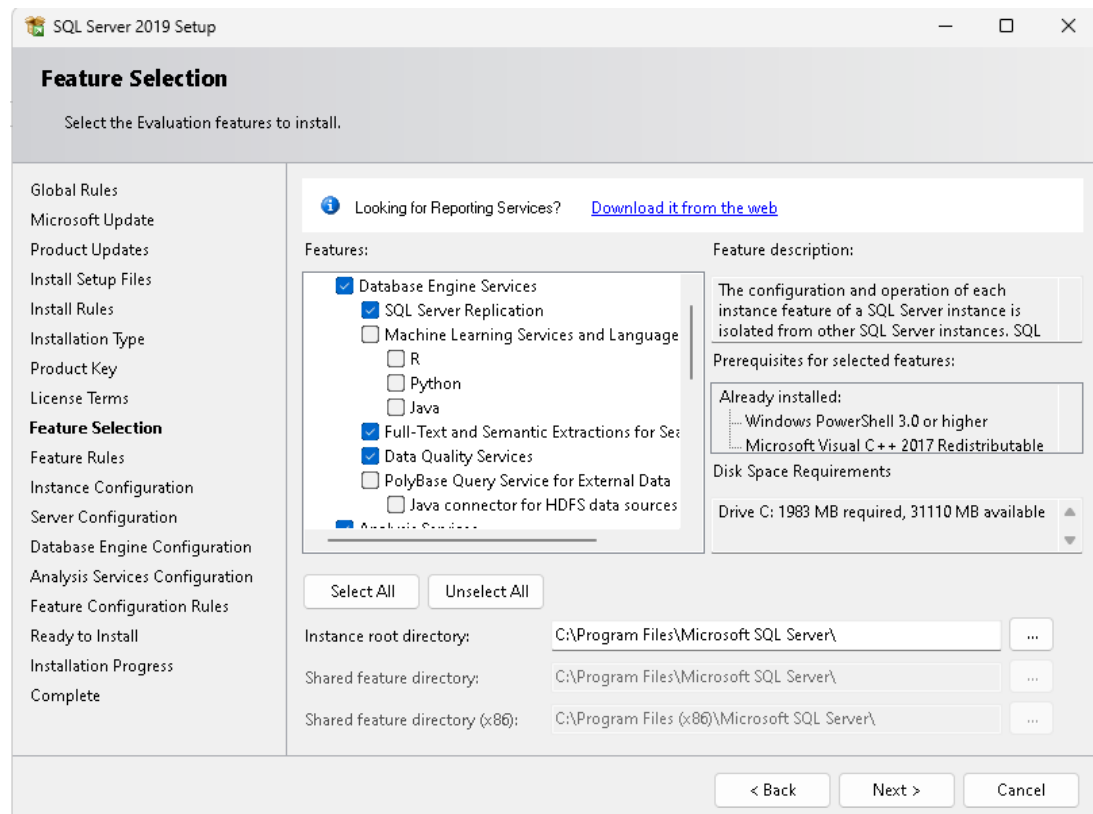 SQL Server 2019 Setup
Feature Selection
Select the Evaluation features to install.
Global Rules
Microsoft Update
Product Updates
Install Setup Files
Install Rules
Installation Type
Product Key
License Terms
Feature Selection
Feature Rules
Instance Configuration
Server Configuration
Database Engine Configuration
Analysis Services Configuration
Feature Configuration Rules
Ready to Install
Installation Progress
Complete
Looking for Reporting Services? Download it from the web
Features:
Database Engine Services
SQL Server Replication
Machine Learning Services and Language
R
Python
Java
Full-Text and Semantic Extractions for Sea
Data Quality Services
PolyBase Query Service for External Data
Java connector for HDFS data sources
Analysis Services
Feature description:
The configuration and operation of each
instance feature of a SQL Server instance is
isolated from other SQL Server instances. SQL
Prerequisites for selected features:
Already installed:
Windows PowerShell 3.0 or higher
Microsoft Visual C++ 2017 Redistributable
Disk Space Requirements
Drive C: 1983 MB required, 31110 MB available
Select All
Unselect All
Instance root directory: C:\Program Files\Microsoft SQL Server\ ...
Shared feature directory: C:\Program Files\Microsoft SQL Server\ ...
Shared feature directory (x86): C:\Program Files (x86)\Microsoft SQL Server\ ...
< Back
Next >
Cancel